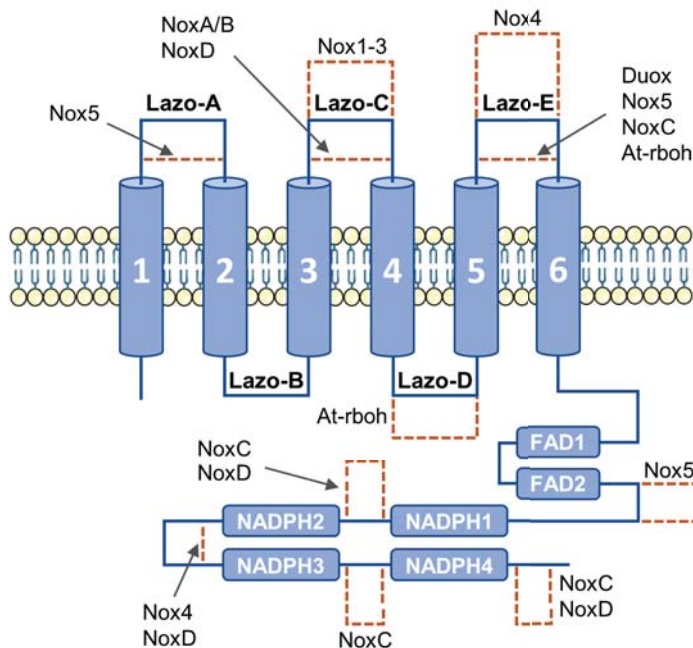 NoxA/B
NoxD
Nox1-3
Nox4
Duox
Nox5
NoxC
At-rboh
Nox5
Lazo-A
Lazo-C
Lazo-E
1
2
3
4
5
6
Lazo-B
Lazo-D
At-rboh
FAD1
FAD2
Nox5
NoxC
NoxD
NADPH2
NADPH1
NADPH3
NADPH4
Nox4
NoxD
NoxC
NoxC
NoxD